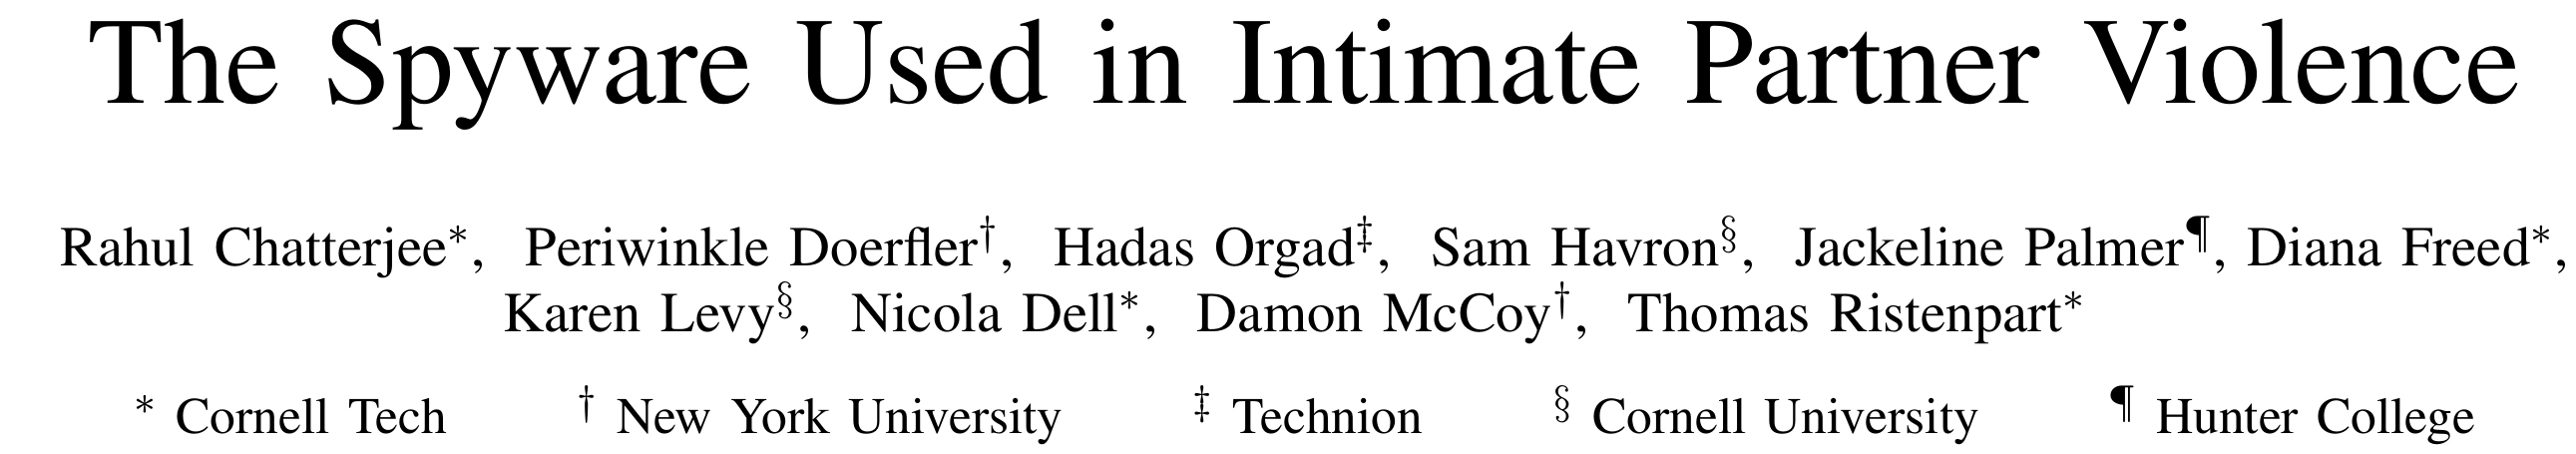 The Spyware Used in Intimate Partner Violence
Rahul Chatterjee*, Periwinkle Doerfler†, Hadas Orgad‡, Sam Havron§, Jackeline Palmer¶, Diana Freed*,
Karen Levy§, Nicola Dell*, Damon McCoy†, Thomas Ristenpart*
* Cornell Tech † New York University ‡ Technion § Cornell University ¶ Hunter College